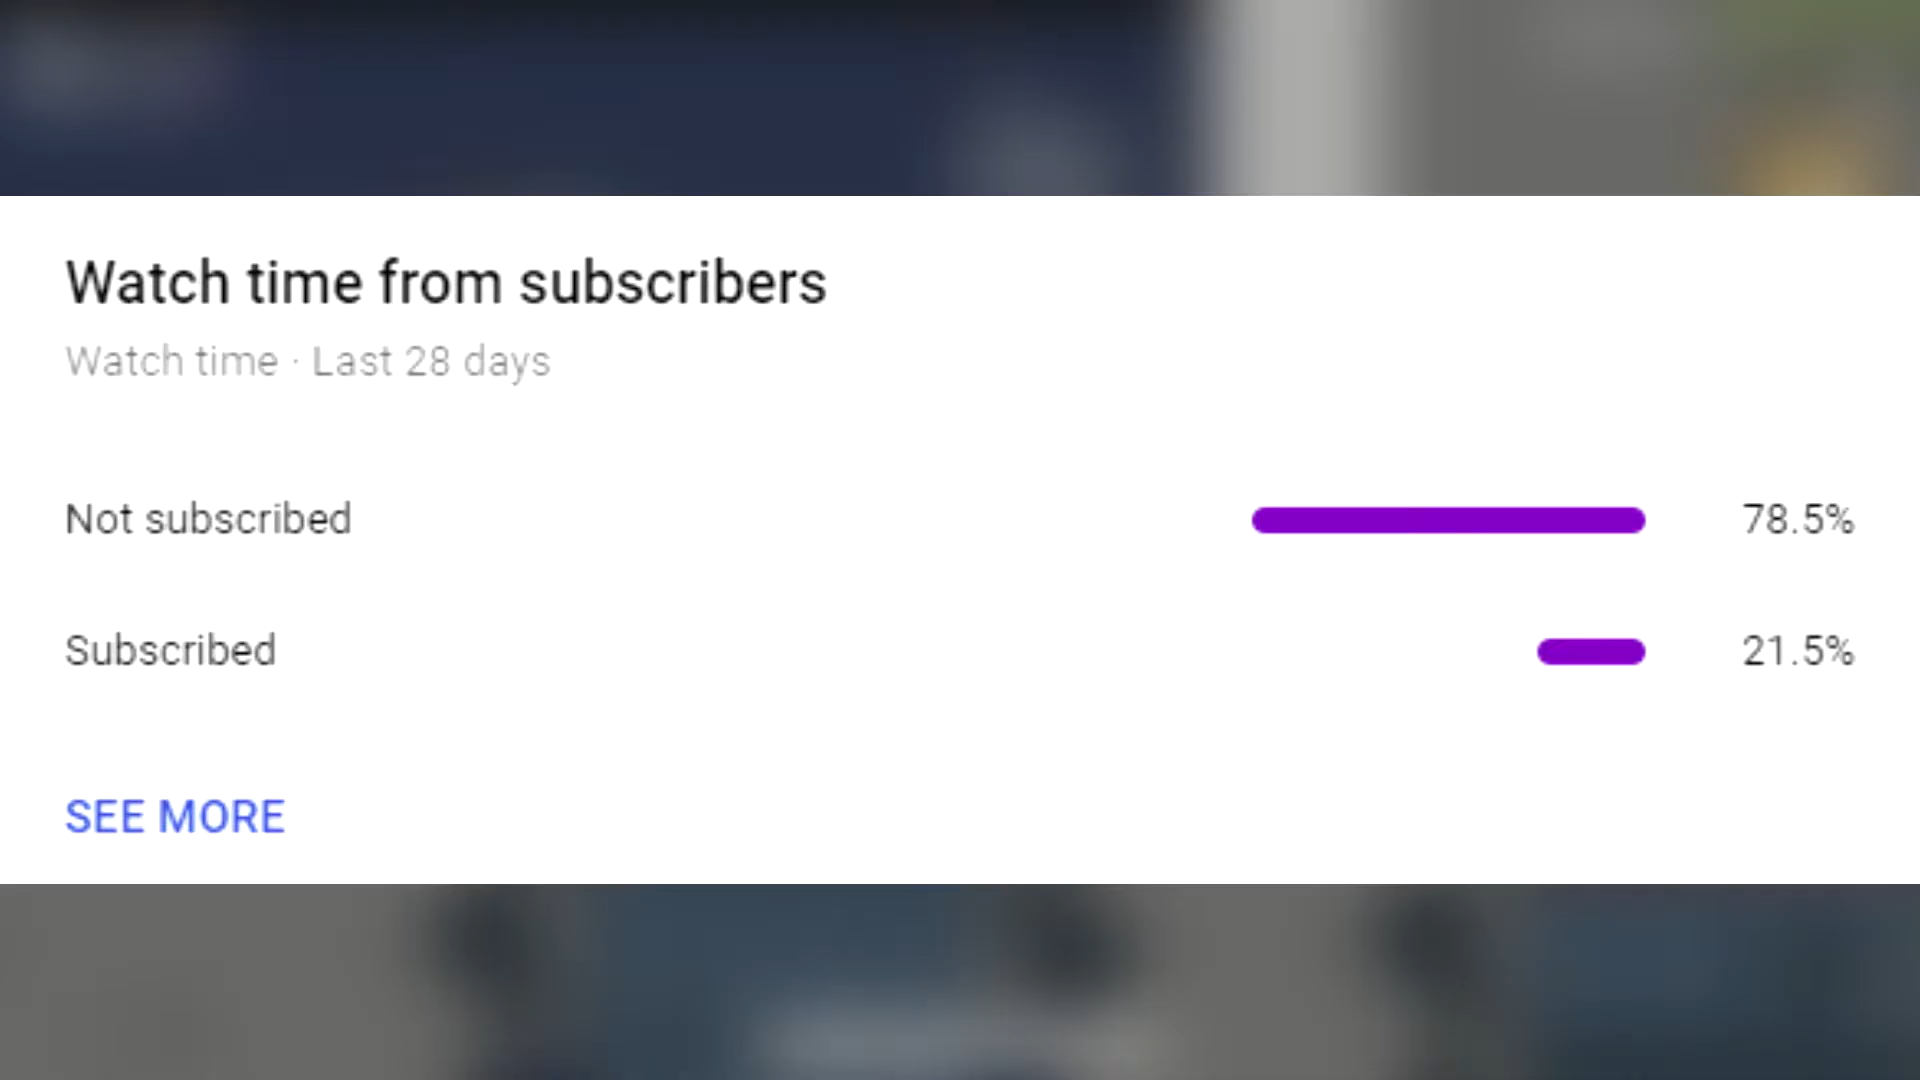 Watch time from subscribers
Watch time · Last 28 days
Not subscribed 78.5%
Subscribed 21.5%
SEE MORE